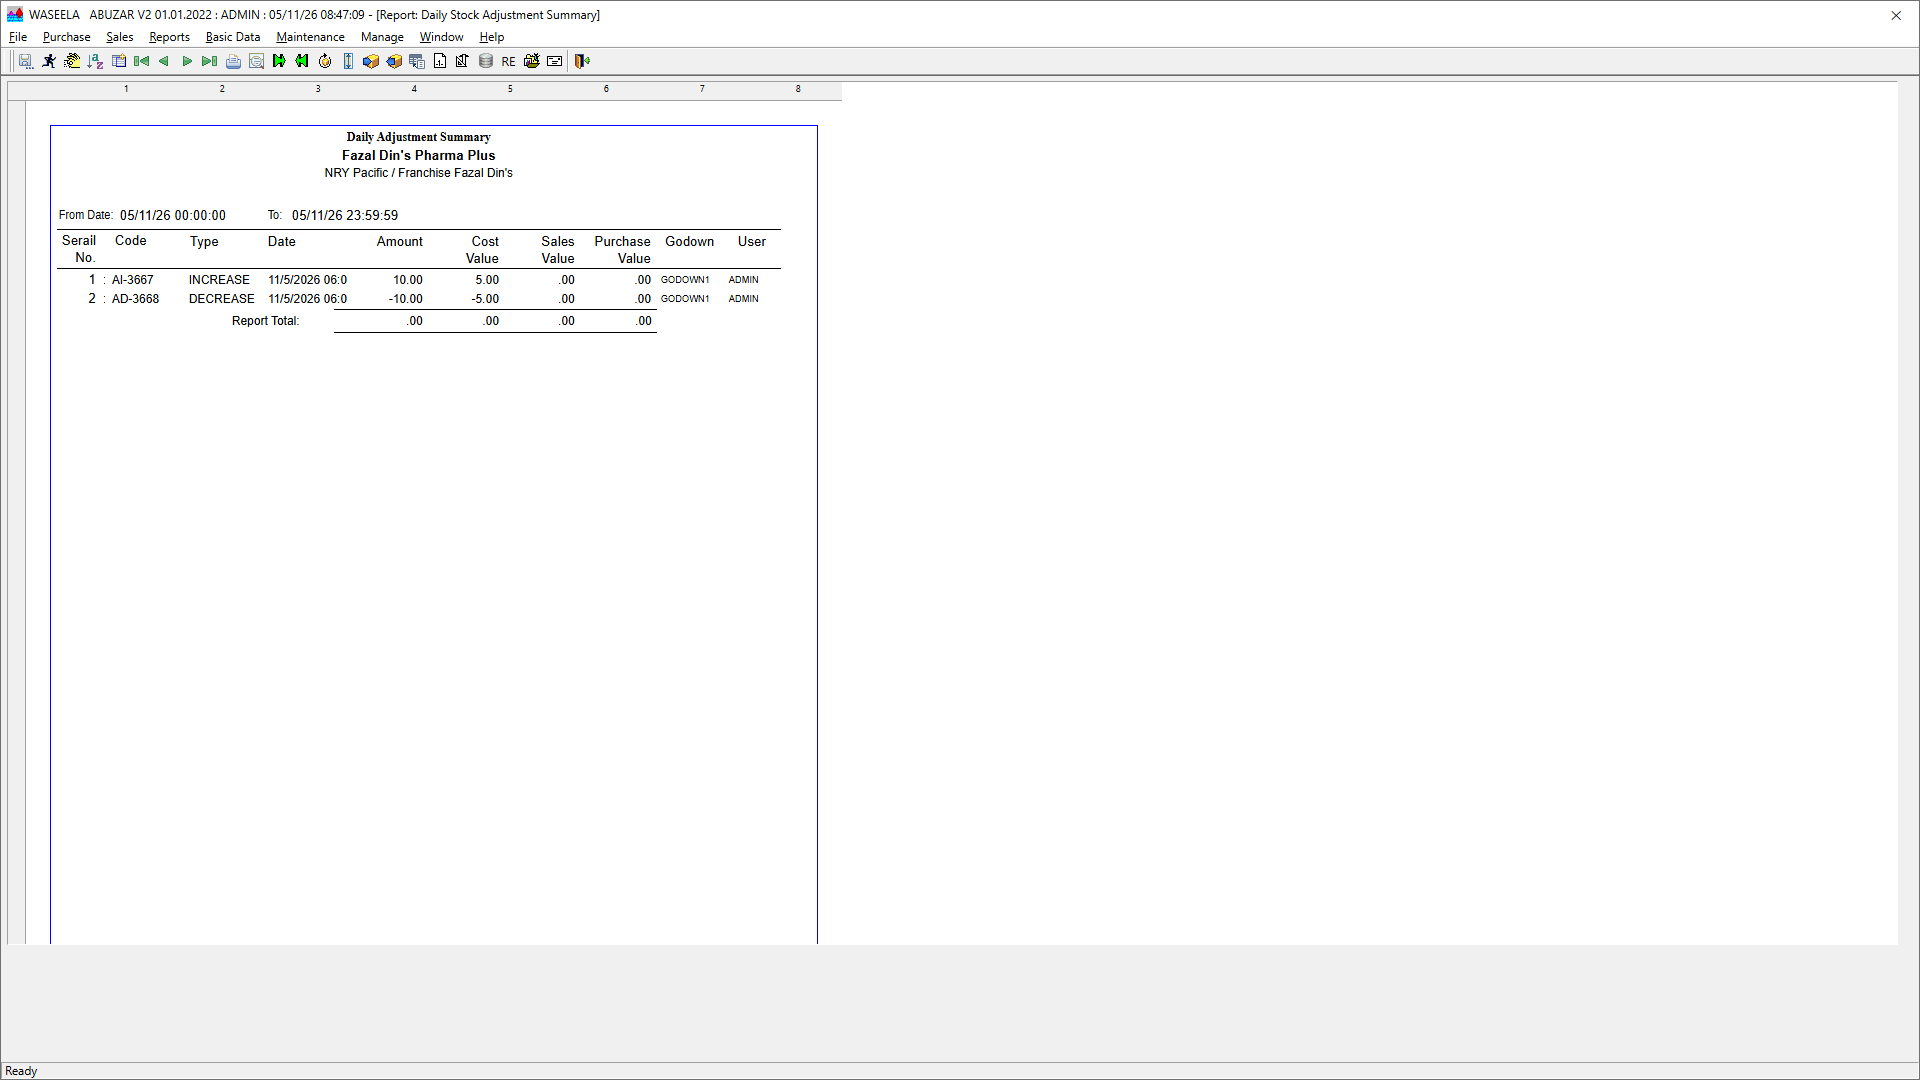 WASEELA ABUZAR V2 01.01.2022 : ADMIN : 05/11/26 08:47:09 - [Report: Daily Stock Adjustment Summary]
File Purchase Sales Reports Basic Data Maintenance Manage Window Help
RE
1 2 3 4 5 6 7 8
Daily Adjustment Summary
Fazal Din's Pharma Plus
NRY Pacific / Franchise Fazal Din's
From Date: 05/11/26 00:00:00 To: 05/11/26 23:59:59
Serail No. Code Type Date Amount Cost Value Sales Value Purchase Value Godown User
1 : AI-3667 INCREASE 11/5/2026 06:0 10.00 5.00 .00 .00 GODOWN1 ADMIN
2 : AD-3668 DECREASE 11/5/2026 06:0 -10.00 -5.00 .00 .00 GODOWN1 ADMIN
Report Total: .00 .00 .00 .00
Ready